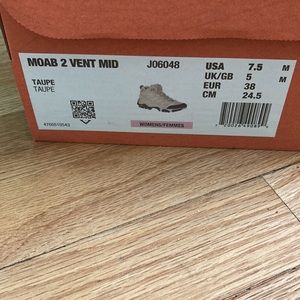 MOAB 2 VENT MID J06048
USA 7.5 M
UK/GB 5 M
EUR 38
CM 24.5
TAUPE
TAUPE
WOMENS/FEMMES